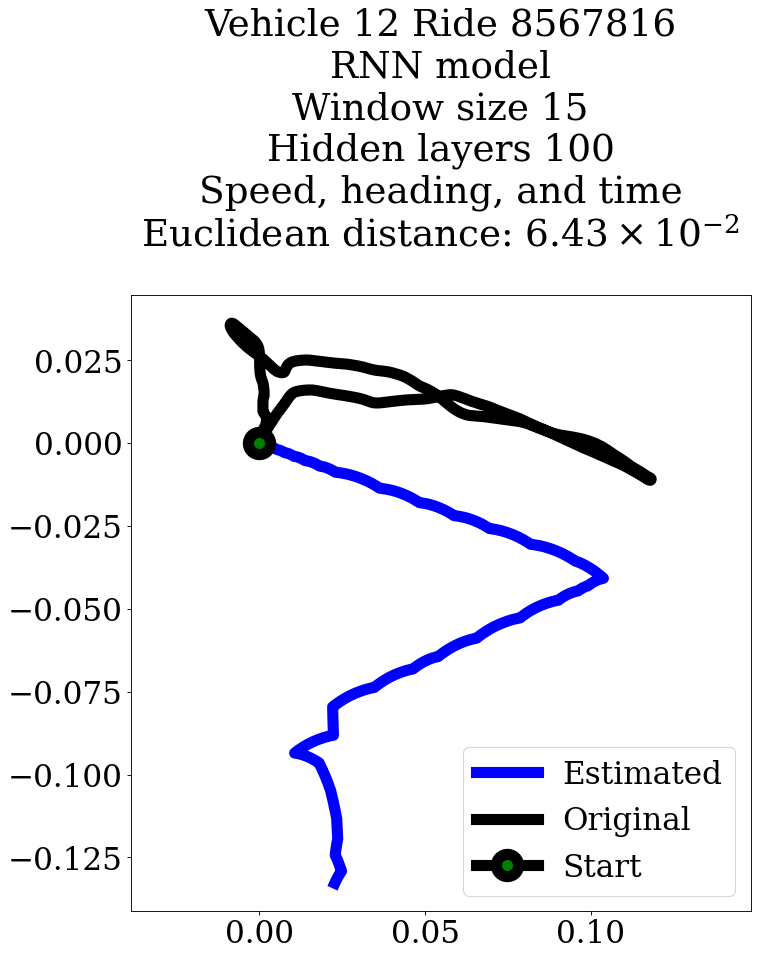 Vehicle 12 Ride 8567816
RNN model
Window size 15
Hidden layers 100
Speed, heading, and time
Euclidean distance: 6.43 × 10⁻²
0.025
0.000
−0.025
−0.050
−0.075
−0.100
−0.125
Estimated
Original
Start
0.00 0.05 0.10